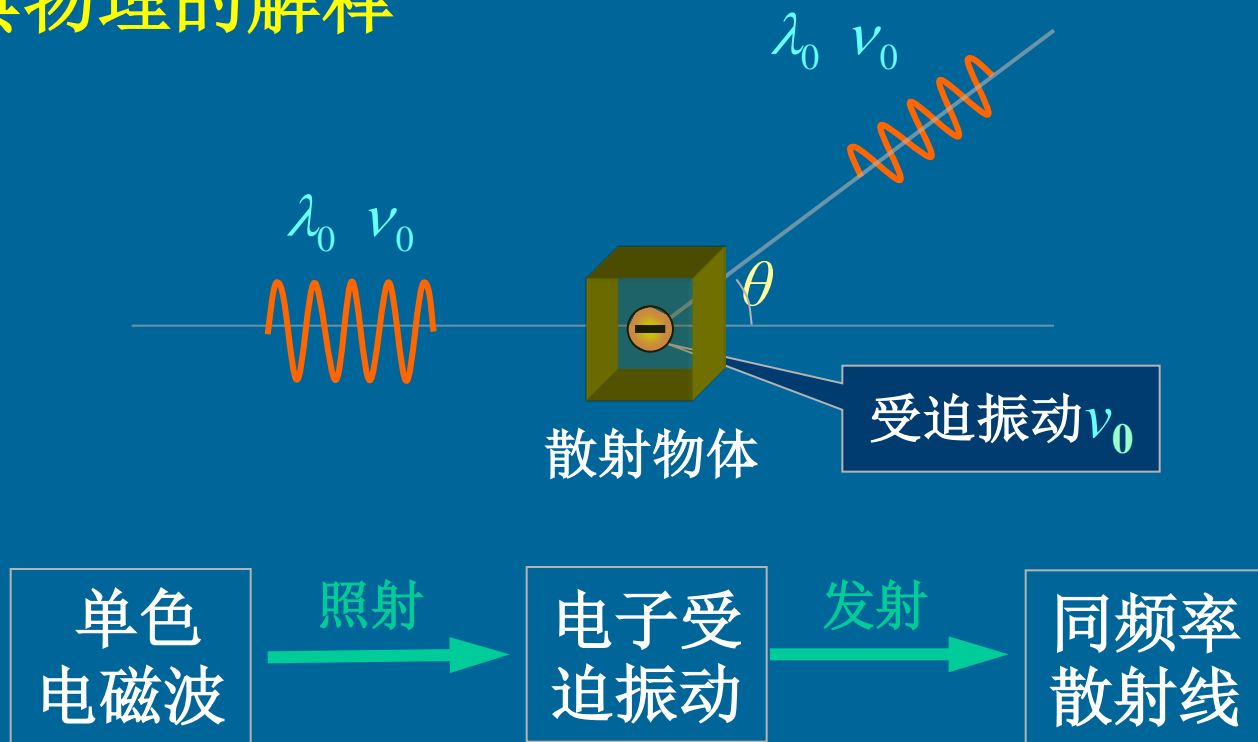 物理的解释
λ₀ ν₀
λ₀ ν₀
θ
受迫振动ν₀
散射物体
单色
电磁波
照射
电子受
迫振动
发射
同频率
散射线